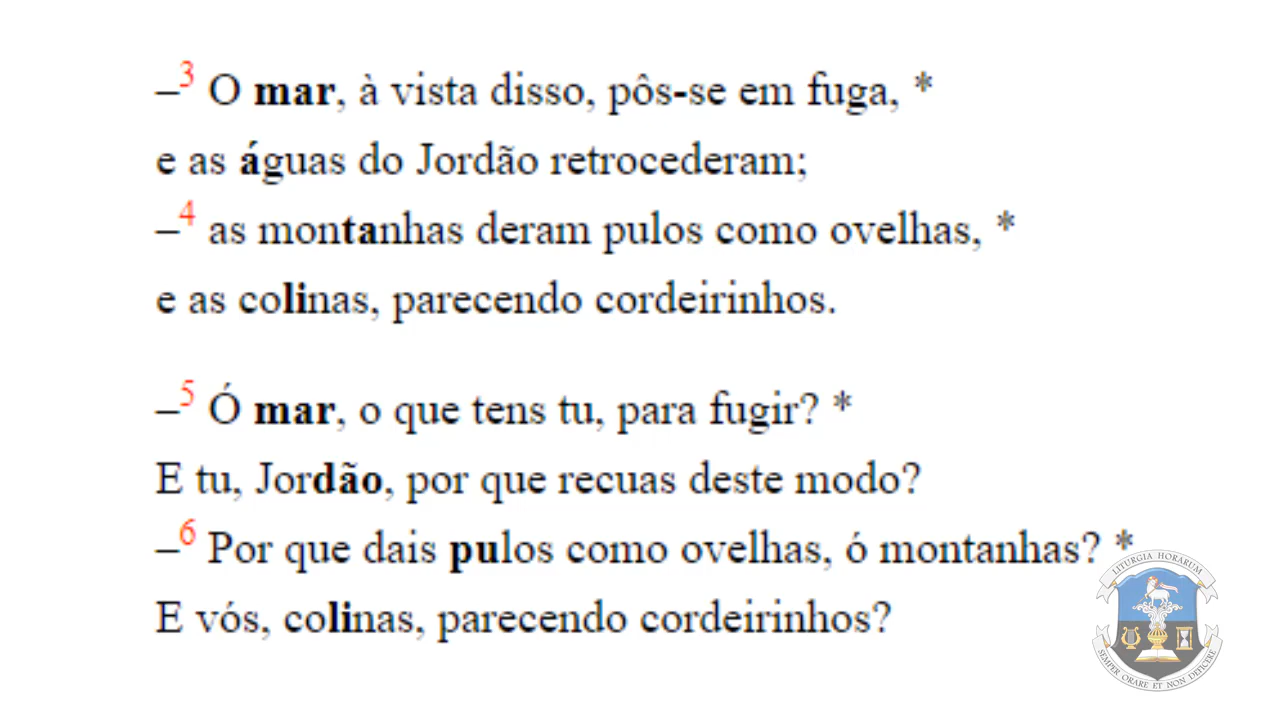 –3 O mar, à vista disso, pôs-se em fuga, *
e as águas do Jordão retrocederam;
–4 as montanhas deram pulos como ovelhas, *
e as colinas, parecendo cordeirinhos.
–5 Ó mar, o que tens tu, para fugir? *
E tu, Jordão, por que recuas deste modo?
–6 Por que dais pulos como ovelhas, ó montanhas? *
E vós, colinas, parecendo cordeirinhos?
LITURGIA HORARUM
SEMPER ORARE ET NON DEFICERE